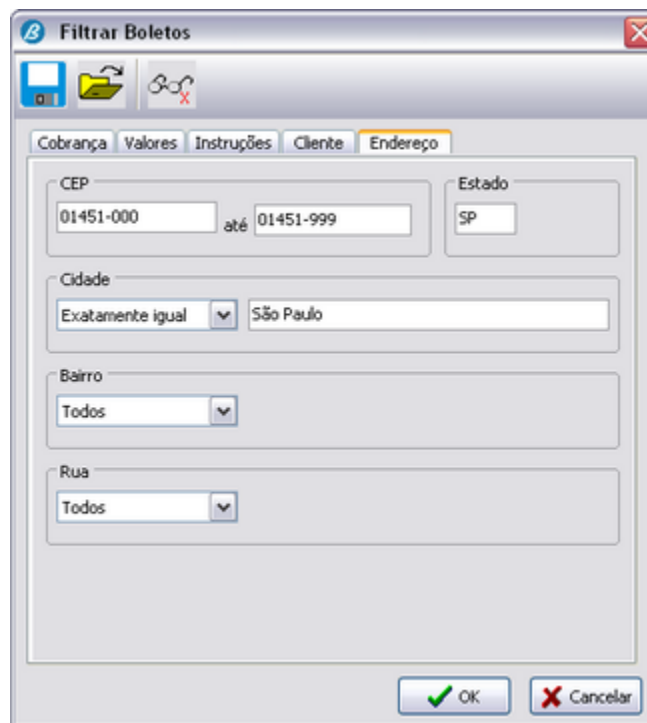 Filtrar Boletos
Cobrança Valores Instruções Cliente Endereço
CEP
Estado
01451-000 até 01451-999
SP
Cidade
Exatamente igual São Paulo
Bairro
Todos
Rua
Todos
OK Cancelar